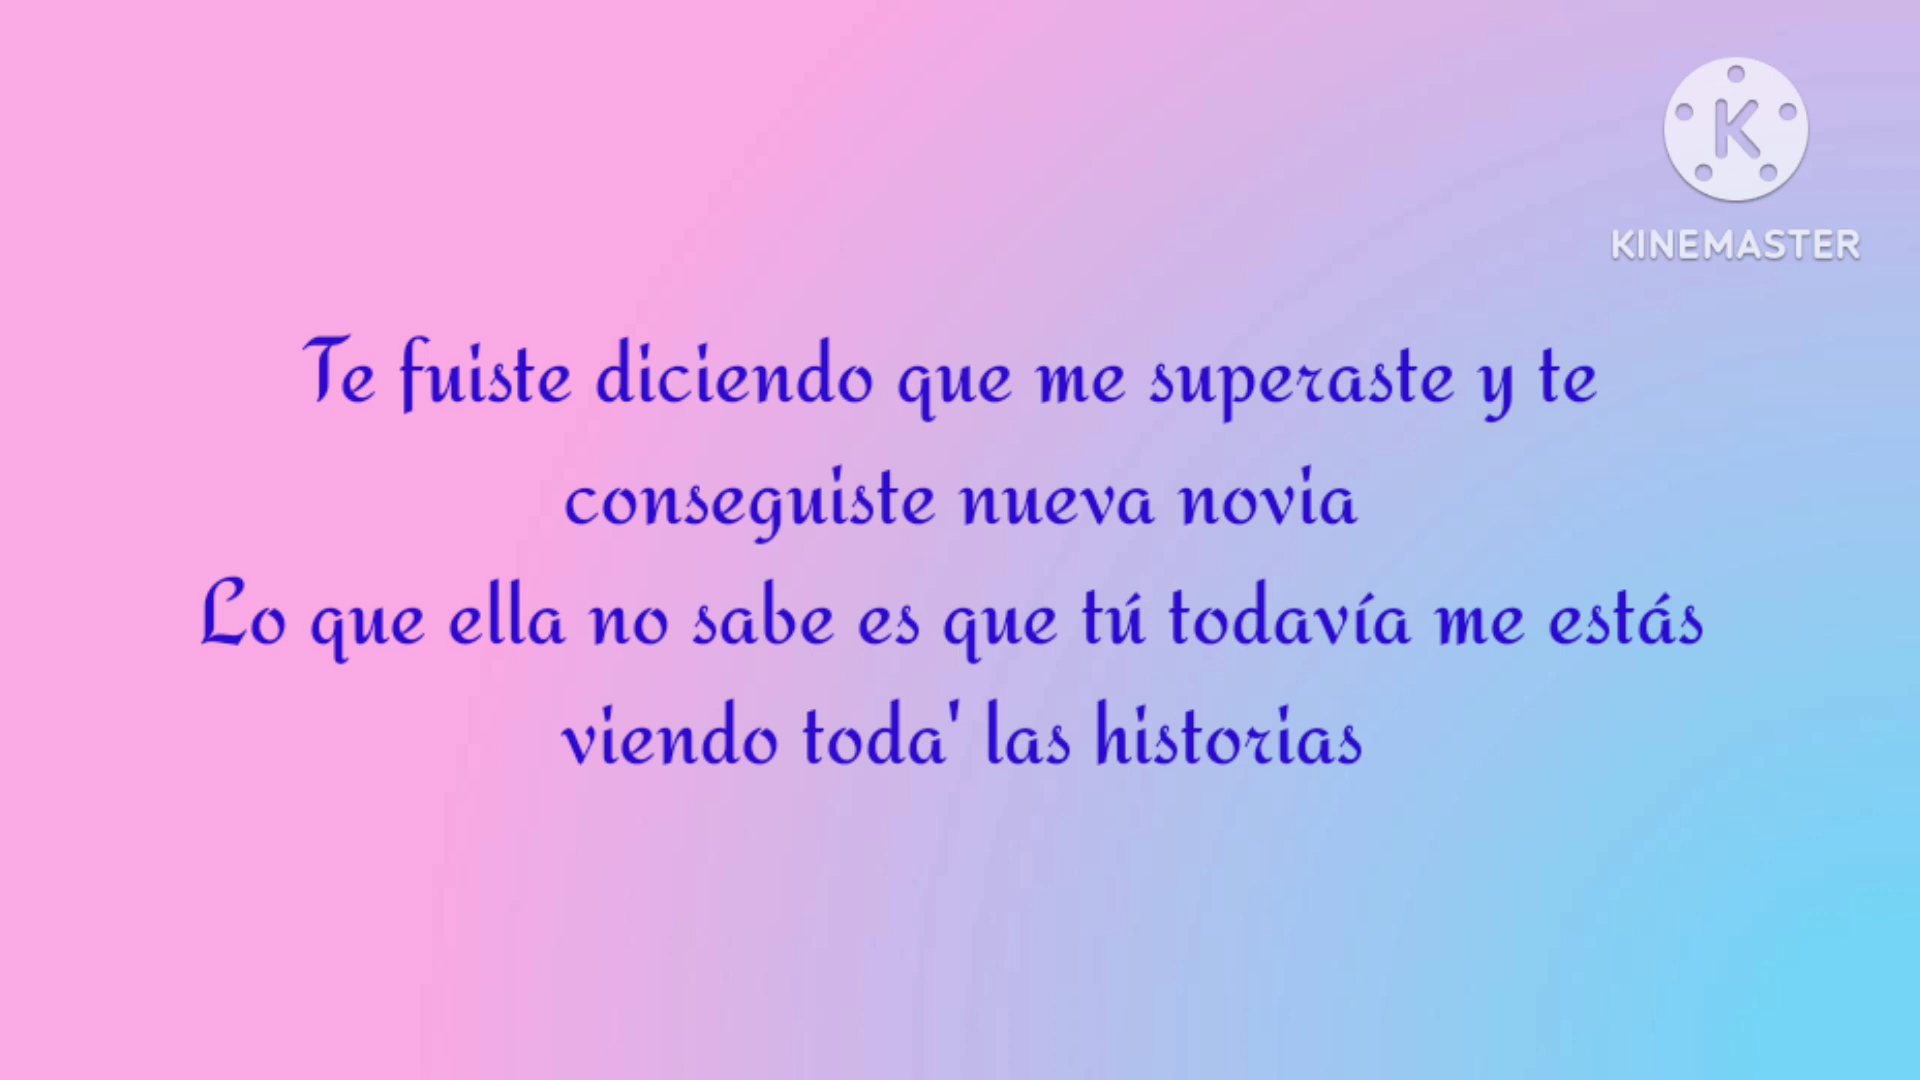 K
KINEMASTER
Te fuiste diciendo que me superaste y te
conseguiste nueva novia
Lo que ella no sabe es que tú todavía me estás
viendo toda' las historias